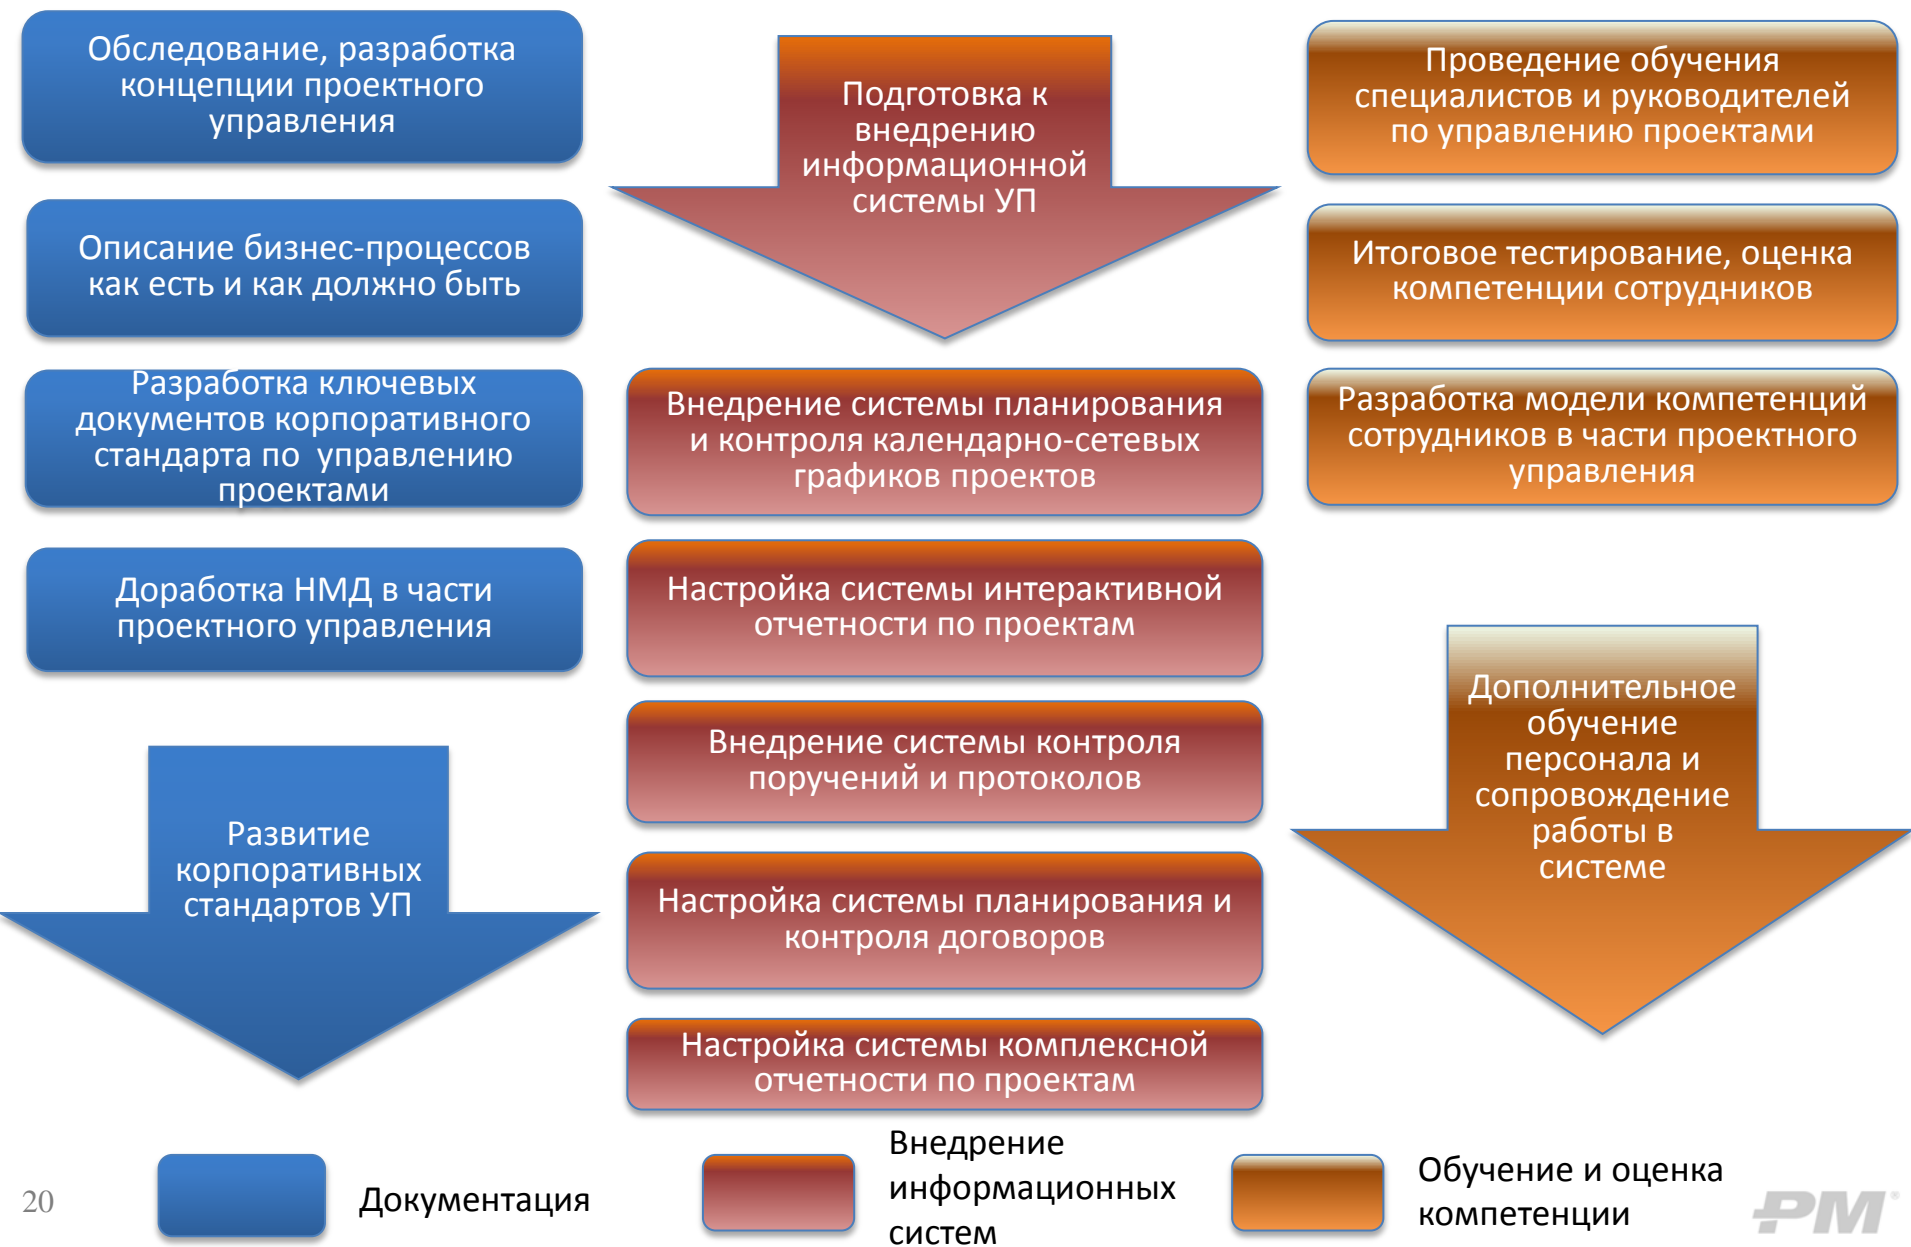 Обследование, разработка
концепции проектного
управления
Описание бизнес-процессов
как есть и как должно быть
Разработка ключевых
документов корпоративного
стандарта по  управлению
проектами
Доработка НМД в части
проектного управления
Развитие
корпоративных
стандартов УП
Подготовка к
внедрению
информационной
системы УП
Внедрение системы планирования
и контроля календарно-сетевых
графиков проектов
Настройка системы интерактивной
отчетности по проектам
Внедрение системы контроля
поручений и протоколов
Настройка системы планирования и
контроля договоров
Настройка системы комплексной
отчетности по проектам
Проведение обучения
специалистов и руководителей
по управлению проектами
Итоговое тестирование, оценка
компетенции сотрудников
Разработка модели компетенций
сотрудников в части проектного
управления
Дополнительное
обучение
персонала и
сопровождение
работы в
системе
20
Документация
Внедрение
информационных
систем
Обучение и оценка
компетенции
PM®